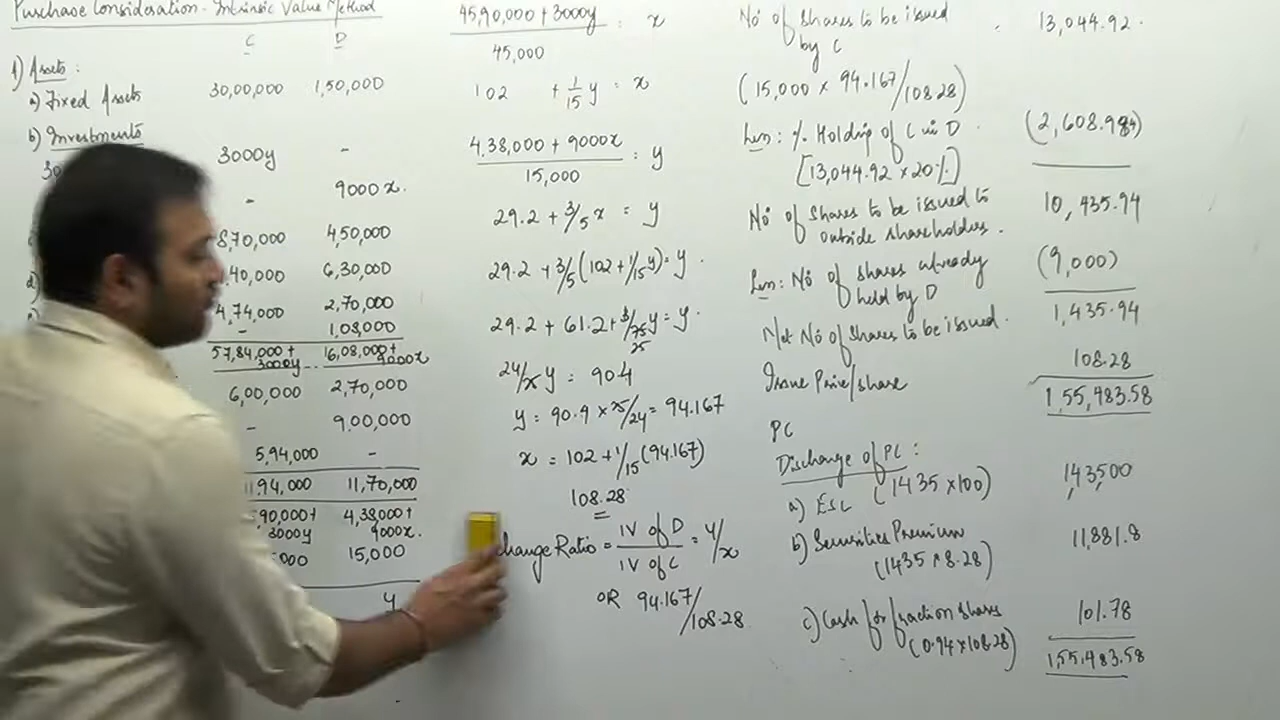 Purchase Consideration - Intrinsic Value Method
C D
1) Assets :
a) Fixed Assets 30,00,000 1,50,000
b) Investments
3000y -
- 9000x.
8,70,000 4,50,000
40,000 6,30,000
4,74,000 2,70,000
- 1,08,000
57,84,000+ 3000y 16,08,000+ 9000x
6,00,000 2,70,000
- 9,00,000
5,94,000 -
1194,000 11,70,000
90,000+ 3000y 4,38,000+ 9000x.
000 15,000
y
45,90,000 + 3000y / 45,000 = x
102 + 1/15 y = x
4,38,000 + 9000x / 15,000 = y
29.2 + 3/5 x = y
29.2 + 3/5 (102 + 1/15 y) = y .
29.2 + 61.2 + 3/75 y = y .
25
24/x y = 90.4
y = 90.4 x 25/24 = 94.167
x = 102 + 1/15 (94.167)
108.28
change Ratio = IV of D / IV of C = y/x
OR 94.167/108.28
No of Shares to be issued by C . 13,044.92
(15,000 x 94.167/108.28)
Less : % Holding of C in D . (2,608.984)
[13,044.92 x 20%]
No of Shares to be issued to outside shareholders . 10,435.94
Less : No of shares already held by D (9,000)
Net No of Shares to be issued . 1,435.94
Issue Price/share 108.28
PC 1,55,483.58
Discharge of PC :
a) ESC (1435 x 100) 143,500
b) Securities Premium 11,881.8
(1435 x 8.28)
c) Cash for fraction shares 101.78
(0.94 x 108.28)
1,55,483.58